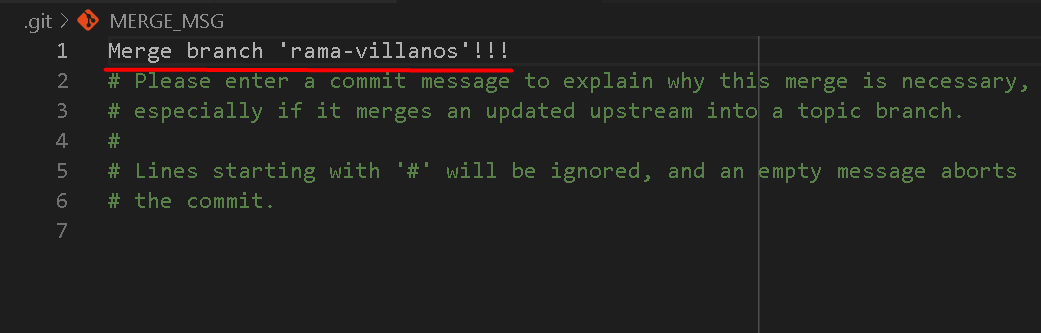 .git > MERGE_MSG
1 Merge branch 'rama-villanos'!!!
2 # Please enter a commit message to explain why this merge is necessary,
3 # especially if it merges an updated upstream into a topic branch.
4 #
5 # Lines starting with '#' will be ignored, and an empty message aborts
6 # the commit.
7